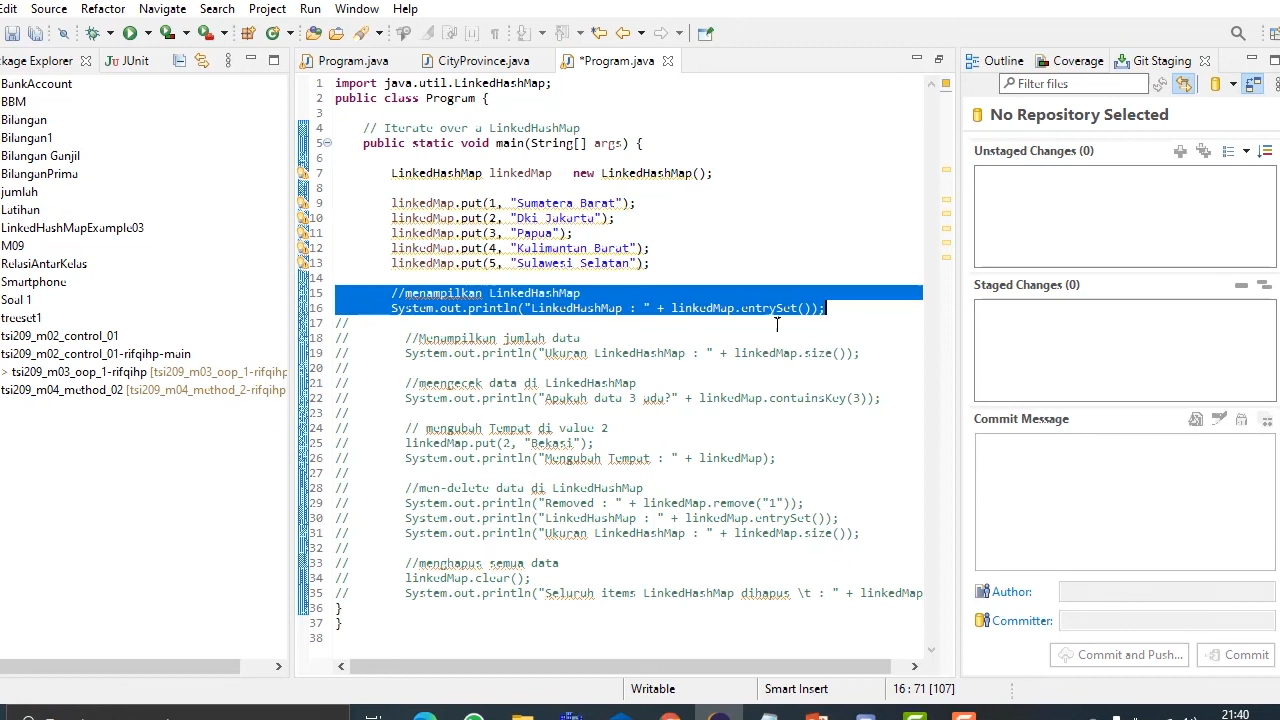 dit Source Refactor Navigate Search Project Run Window Help
kage Explorer JUnit
Program.java CityProvince.java *Program.java
Outline Coverage Git Staging
Filter files
No Repository Selected
BankAccount
BBM
Bilangan
Bilangan1
Bilangan Ganjil
BilanganPrima
jumlah
Latihan
LinkedHashMapExample03
M09
RelasiAntarKelas
Smartphone
Soal 1
treeset1
tsi209_m02_control_01
tsi209_m02_control_01-rifqihp-main
> tsi209_m03_oop_1-rifqihp [tsi209_m03_oop_1-rifqihp
tsi209_m04_method_02 [tsi209_m04_method_2-rifqihp
1 import java.util.LinkedHashMap;
2 public class Program {
3
4 // Iterate over a LinkedHashMap
5 public static void main(String[] args) {
6
7 LinkedHashMap linkedMap new LinkedHashMap();
8
9 linkedMap.put(1, "Sumatera Barat");
10 linkedMap.put(2, "Dki Jakarta");
11 linkedMap.put(3, "Papua");
12 linkedMap.put(4, "Kalimantan Barat");
13 linkedMap.put(5, "Sulawesi Selatan");
14
15 //menampilkan LinkedHashMap
16 System.out.println("LinkedHashMap : " + linkedMap.entrySet());
17 //
18 // //Menampilkan jumlah data
19 // System.out.println("Ukuran LinkedHashMap : " + linkedMap.size());
20 //
21 // //meengecek data di LinkedHashMap
22 // System.out.println("Apakah data 3 ada?" + linkedMap.containsKey(3));
23 //
24 // // mengubah Tempat di value 2
25 // linkedMap.put(2, "Bekasi");
26 // System.out.println("Mengubah Tempat : " + linkedMap);
27 //
28 // //men-delete data di LinkedHashMap
29 // System.out.println("Removed : " + linkedMap.remove("1"));
30 // System.out.println("LinkedHashMap : " + linkedMap.entrySet());
31 // System.out.println("Ukuran LinkedHashMap : " + linkedMap.size());
32 //
33 // //menghapus semua data
34 // linkedMap.clear();
35 // System.out.println("Seluruh items LinkedHashMap dihapus \t : " + linkedMap
36 }
37 }
38
Unstaged Changes (0)
Staged Changes (0)
Commit Message
Author:
Committer:
Commit and Push... Commit
Writable Smart Insert 16 : 71 [107]
21:40